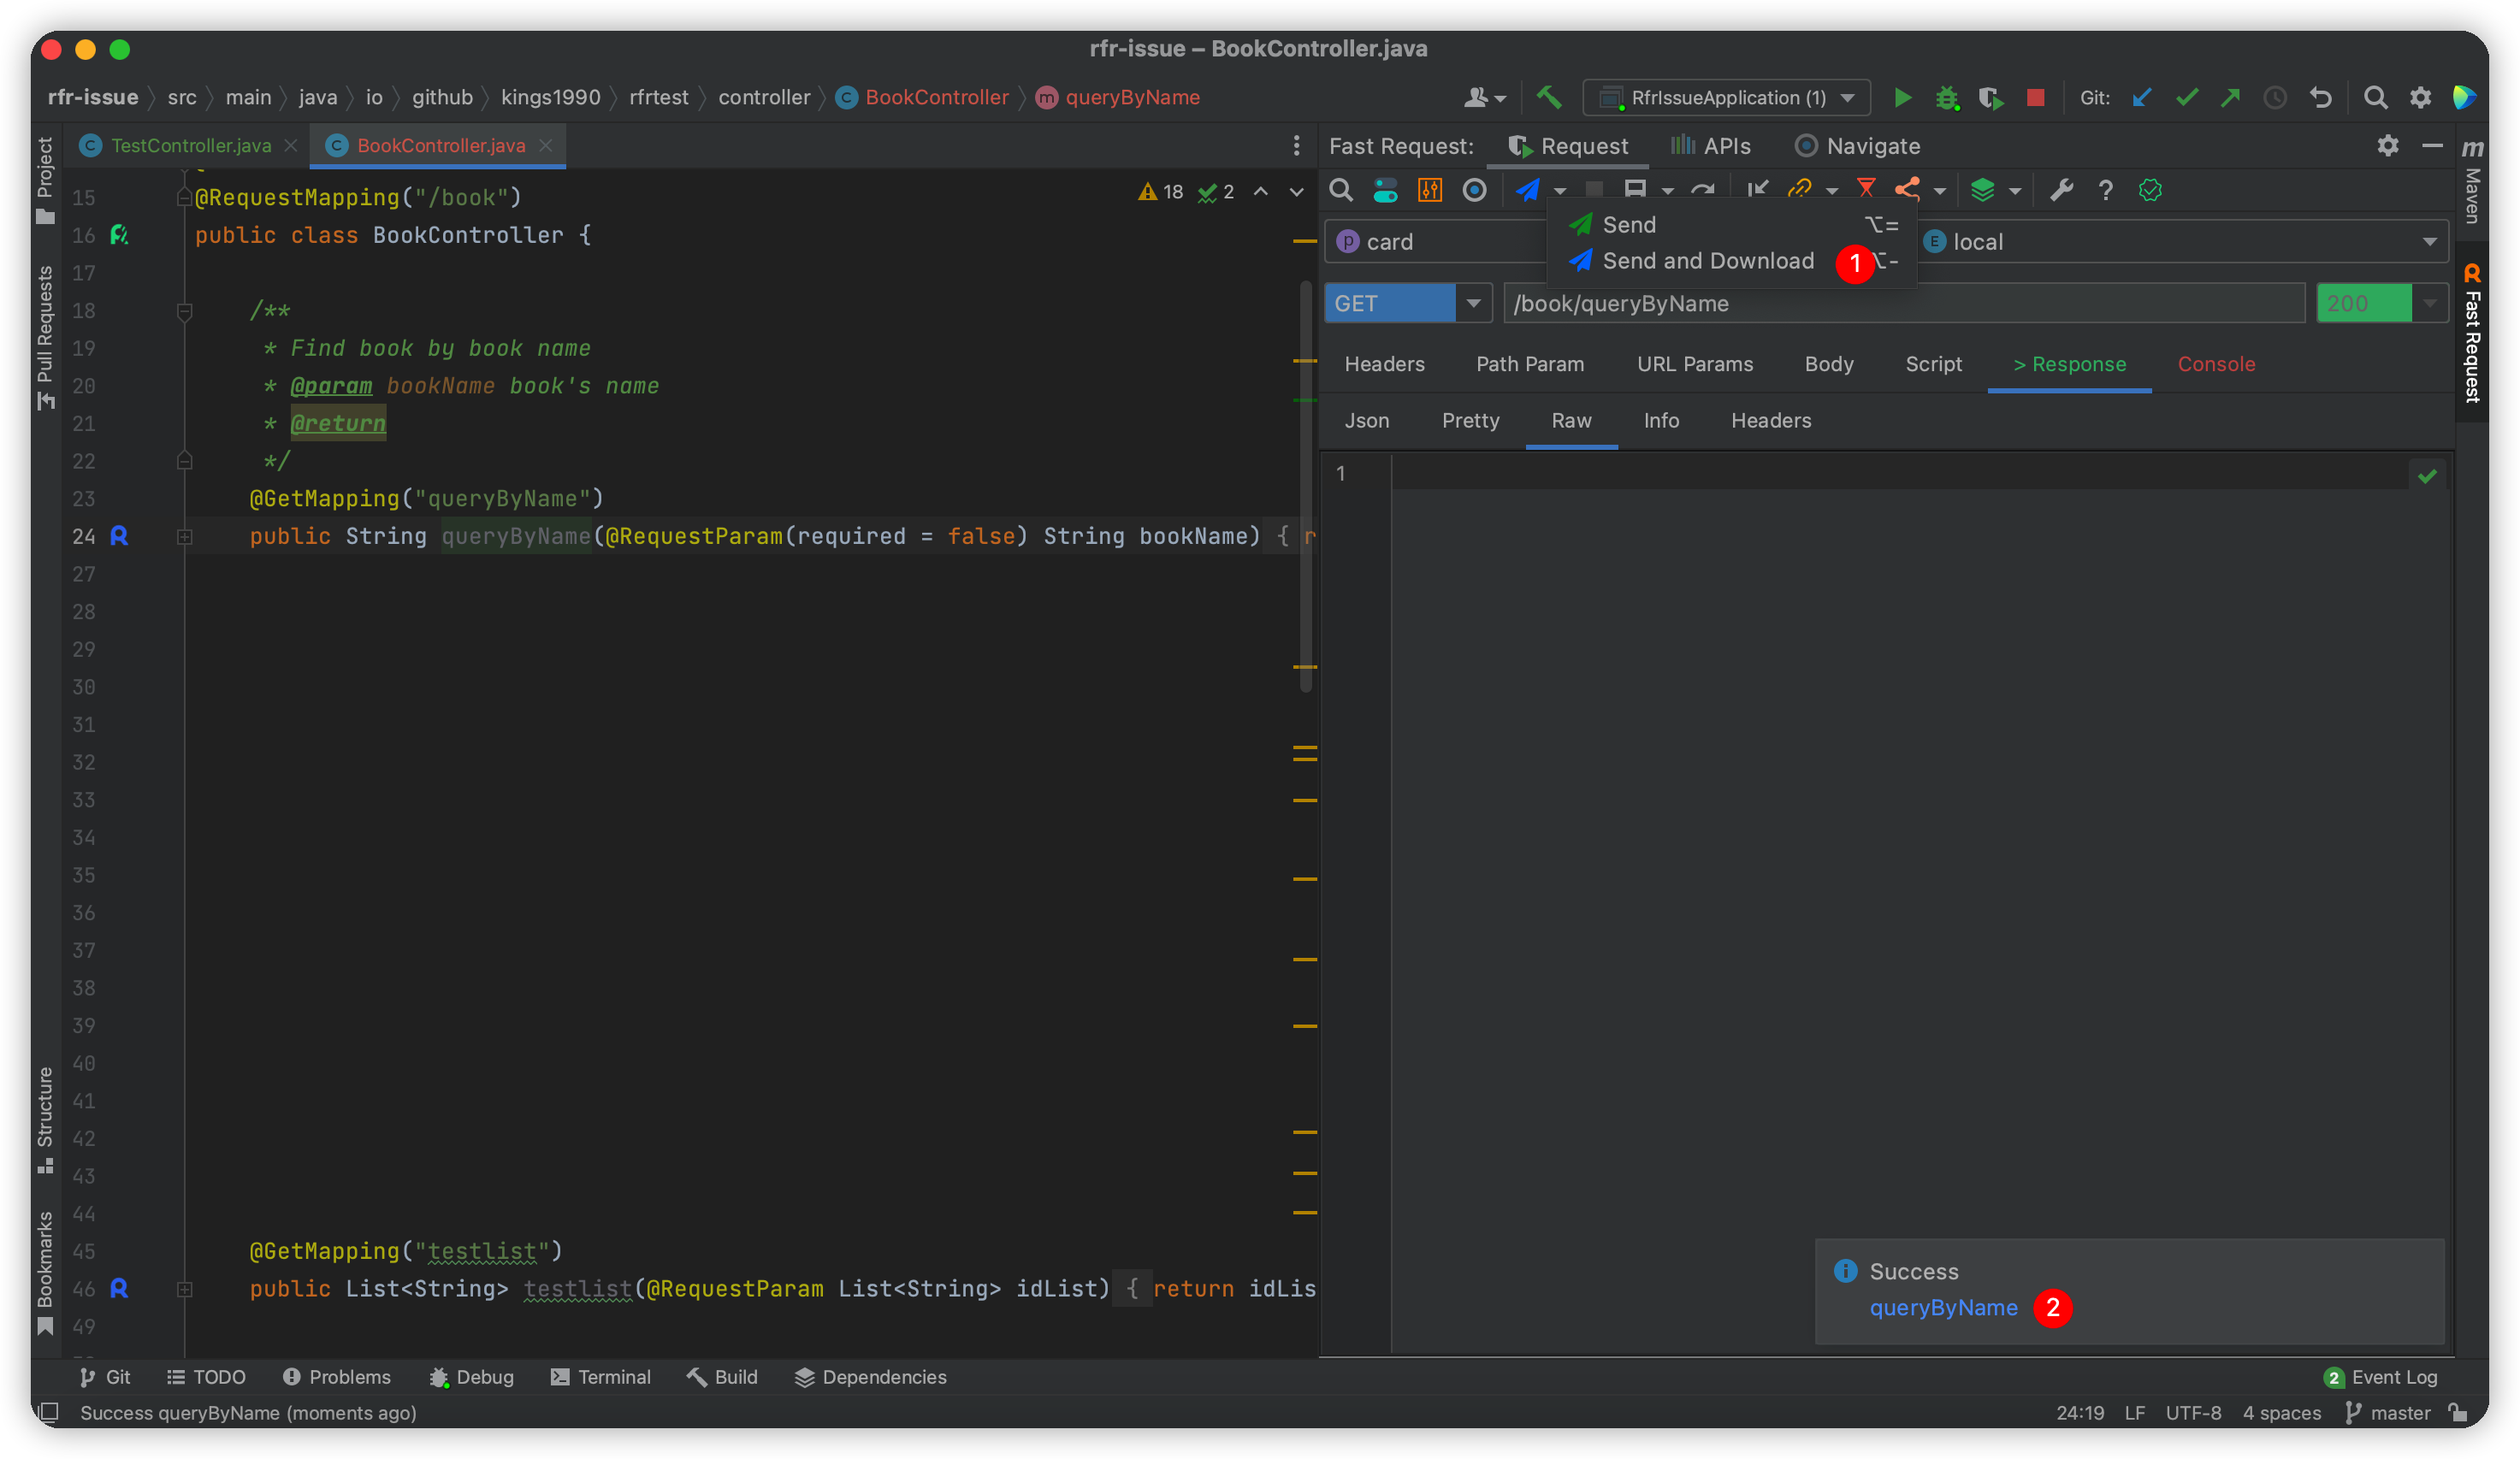 rfr-issue – BookController.java
rfr-issue src main java io github kings1990 rfrtest controller C BookController m queryByName
RfrIssueApplication (1)
Git:
Project
Pull Requests
Structure
Bookmarks
C TestController.java
C BookController.java
18 2
15 @RequestMapping("/book")
16 public class BookController {
17
18 /**
19 * Find book by book name
20 * @param bookName book's name
21 * @return
22 */
23 @GetMapping("queryByName")
24 public String queryByName(@RequestParam(required = false) String bookName) { r
27
28
29
30
31
32
33
34
35
36
37
38
39
40
41
42
43
44
45 @GetMapping("testlist")
46 public List<String> testlist(@RequestParam List<String> idList) { return idLis
49
Fast Request: Request APIs Navigate
Send ⌥=
Send and Download 1 ⌥-
p card
E local
GET /book/queryByName 200
Headers Path Param URL Params Body Script > Response Console
Json Pretty Raw Info Headers
1
Success
queryByName 2
m Maven
Fast Request
Git TODO Problems Debug Terminal Build Dependencies
2 Event Log
Success queryByName (moments ago)
24:19 LF UTF-8 4 spaces master